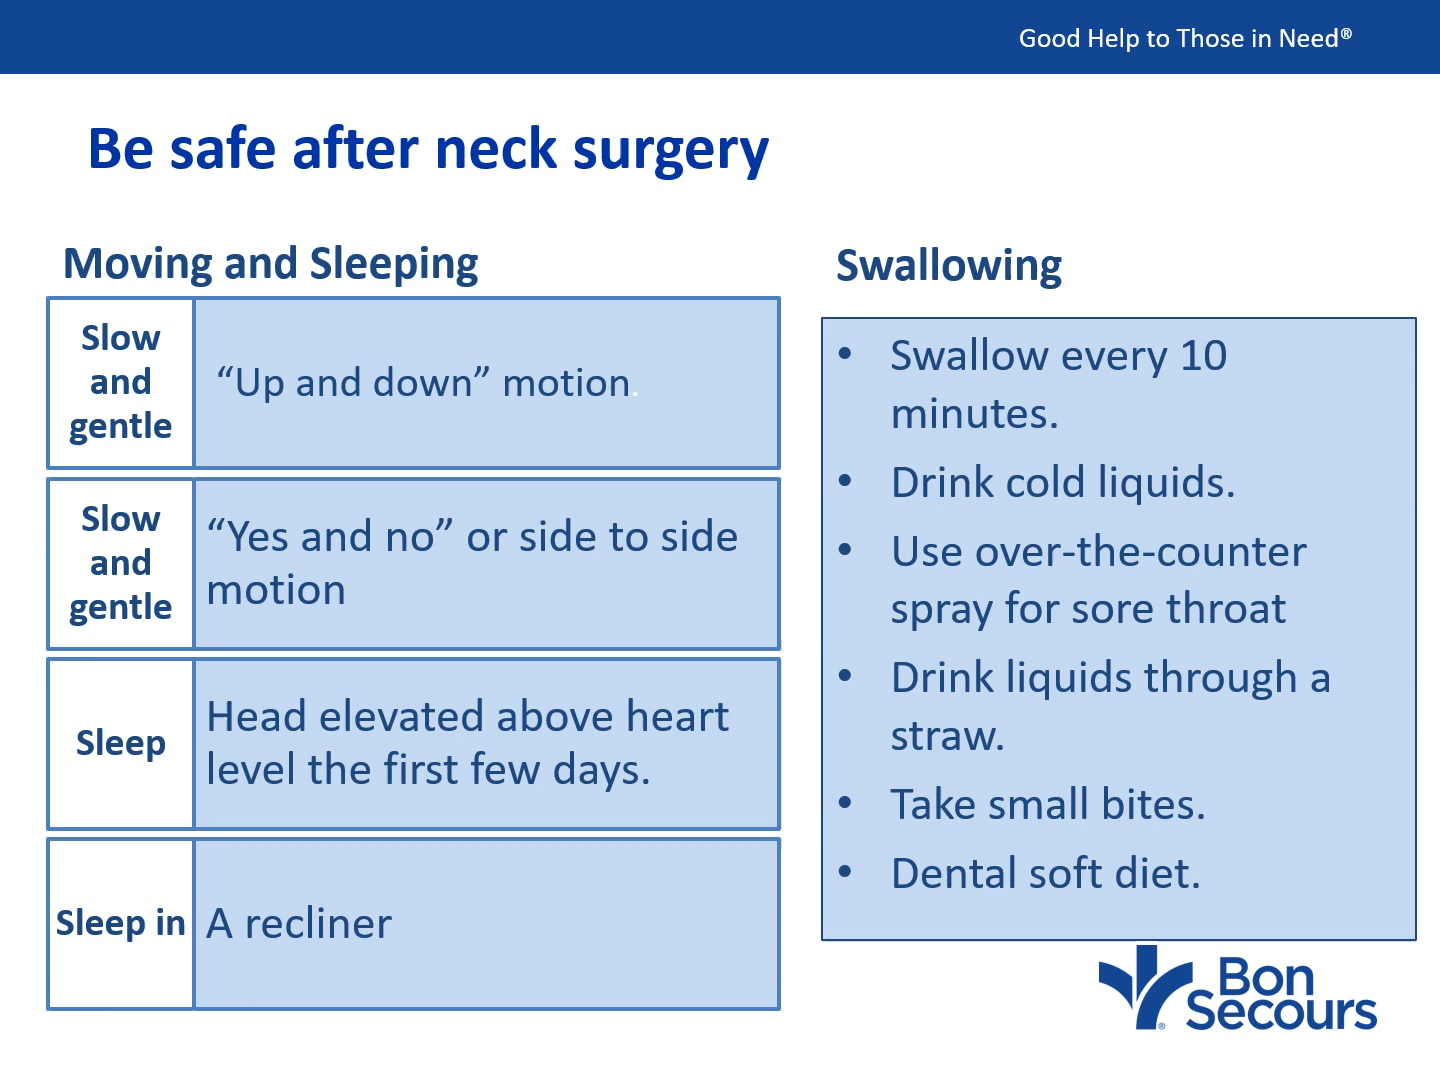 Good Help to Those in Need®
Be safe after neck surgery
Moving and Sleeping
Slow
and
gentle
“Up and down” motion.
Slow
and
gentle
“Yes and no” or side to side
motion
Sleep
Head elevated above heart
level the first few days.
Sleep in
A recliner
Swallowing
• Swallow every 10
minutes.
• Drink cold liquids.
• Use over-the-counter
spray for sore throat
• Drink liquids through a
straw.
• Take small bites.
• Dental soft diet.
Bon
Secours
®